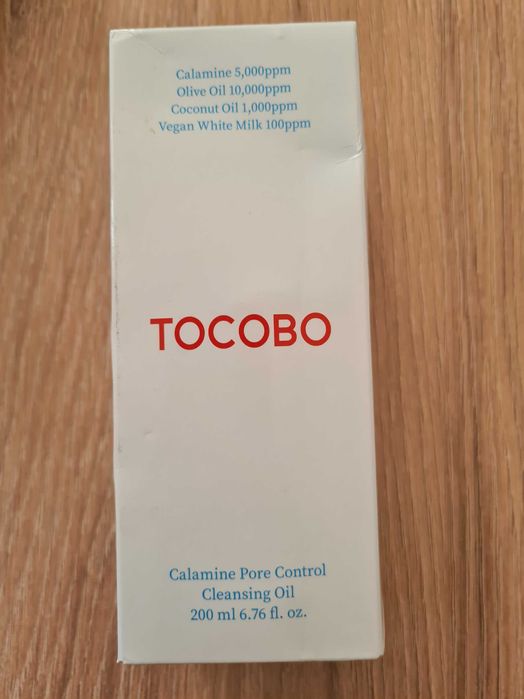 Calamine 5,000ppm
Olive Oil 10,000ppm
Coconut Oil 1,000ppm
Vegan White Milk 100ppm
TOCOBO
Calamine Pore Control
Cleansing Oil
200 ml 6.76 fl. oz.